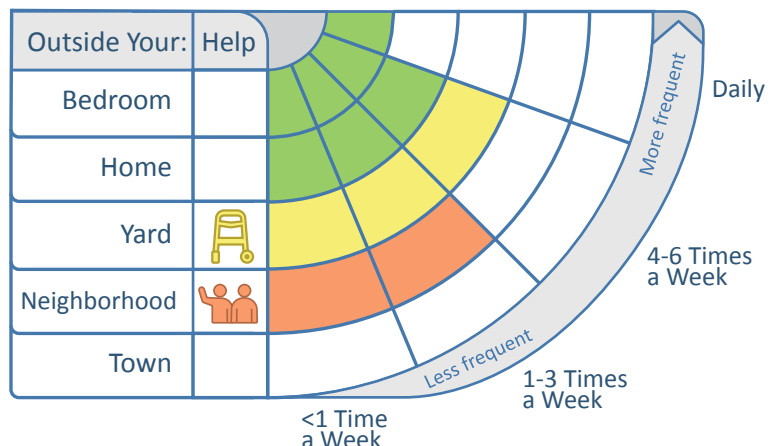 Outside Your: Help
Bedroom
Home
Yard
Neighborhood
Town
Less frequent
More frequent
<1 Time
a Week
1-3 Times
a Week
4-6 Times
a Week
Daily